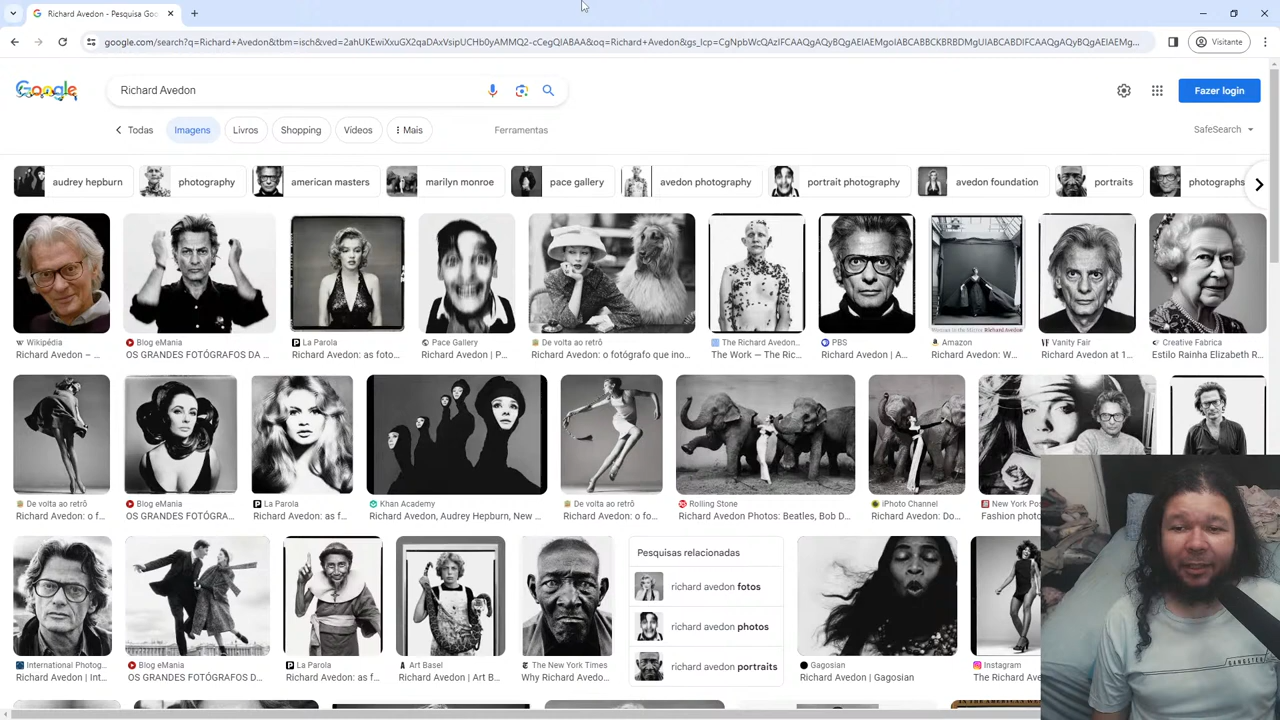 Richard Avedon - Pesquisa Goo
google.com/search?q=Richard+Avedon&tbm=isch&ved=2ahUKEwiXxuGX2qaDAxVsipUCHb0yAMMQ2-cCegQIABAA&oq=Richard+Avedon&gs_lcp=CgNpbWcQAzIFCAAQgAQyBQgAEIAEMgoIABCABBCKBRBDMgUIABCABDIFCAAQgAQyBQgAEIAEMg...
Visitante
Google
Richard Avedon
Fazer login
Todas
Imagens
Livros
Shopping
Vídeos
Mais
Ferramentas
SafeSearch
audrey hepburn
photography
american masters
marilyn monroe
pace gallery
avedon photography
portrait photography
avedon foundation
portraits
photographs
Wikipédia
Richard Avedon – ...
Blog eMania
OS GRANDES FOTÓGRAFOS DA ...
La Parola
Richard Avedon: as foto...
Pace Gallery
Richard Avedon | P...
De volta ao retrô
Richard Avedon: o fotógrafo que ino...
The Richard Avedon...
The Work — The Ric...
PBS
Richard Avedon | A...
Amazon
Richard Avedon: W...
Vanity Fair
Richard Avedon at 1...
Creative Fabrica
Estilo Rainha Elizabeth R...
De volta ao retrô
Richard Avedon: o f...
Blog eMania
OS GRANDES FOTÓGRA...
La Parola
Richard Avedon: as f...
Khan Academy
Richard Avedon, Audrey Hepburn, New ...
De volta ao retrô
Richard Avedon: o fo...
Rolling Stone
Richard Avedon Photos: Beatles, Bob D...
iPhoto Channel
Richard Avedon: Do...
New York Pos
Fashion photo
International Photog...
Richard Avedon | Int...
Blog eMania
OS GRANDES FOTÓGRAFOS D...
La Parola
Richard Avedon: as f...
Art Basel
Richard Avedon | Art B...
The New York Times
Why Richard Avedo...
Pesquisas relacionadas
richard avedon fotos
richard avedon photos
richard avedon portraits
Gagosian
Richard Avedon | Gagosian
Instagram
The Richard Av
GANGSTER